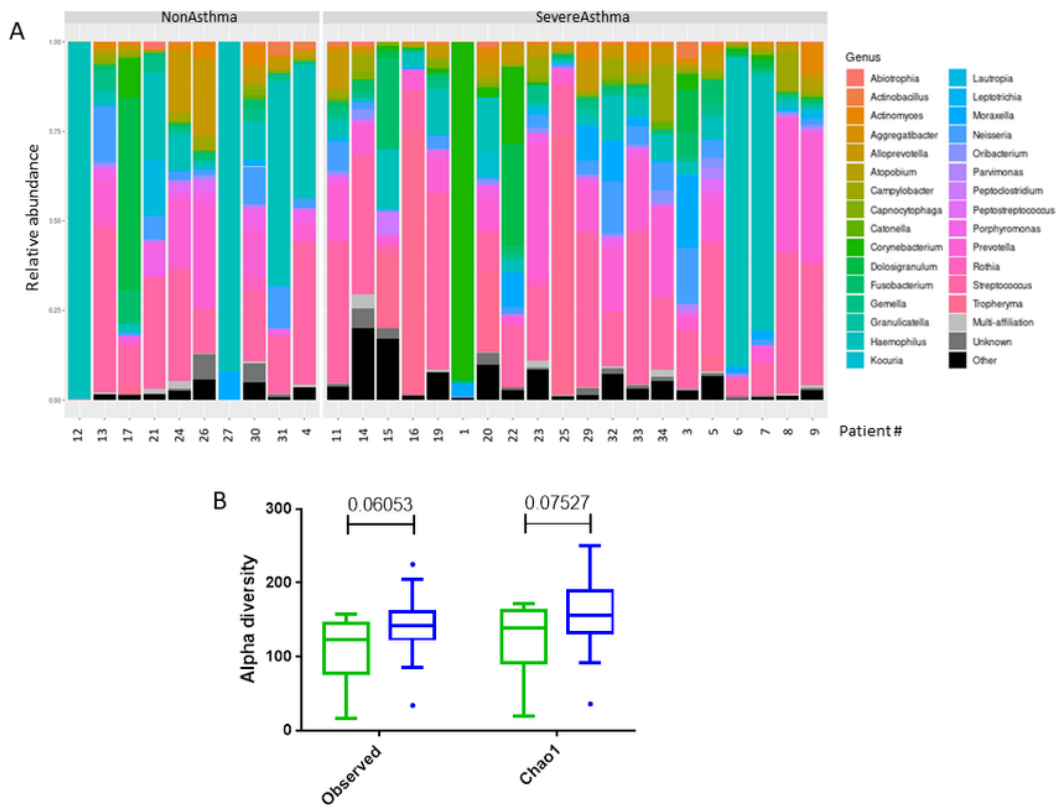 A
NonAsthma
SevereAsthma
1.00
0.75
0.50
0.25
0.00
Relative abundance
12 13 17 21 24 26 27 30 31 4 11 14 15 16 19 1 20 22 23 25 29 32 33 34 3 5 6 7 8 9
Patient #
Genus
Abiotrophia
Actinobacillus
Actinomyces
Aggregatibacter
Alloprevotella
Atopobium
Campylobacter
Capnocytophaga
Catonella
Corynebacterium
Dolosigranulum
Fusobacterium
Gemella
Granulicatella
Haemophilus
Kocuria
Lautropia
Leptotrichia
Moraxella
Neisseria
Oribacterium
Parvimonas
Peptoclostridium
Peptostreptococcus
Porphyromonas
Prevotella
Rothia
Streptococcus
Tropheryma
Multi-affiliation
Unknown
Other
B
0.06053
0.07527
300
200
100
0
Alpha diversity
Observed
Chao1